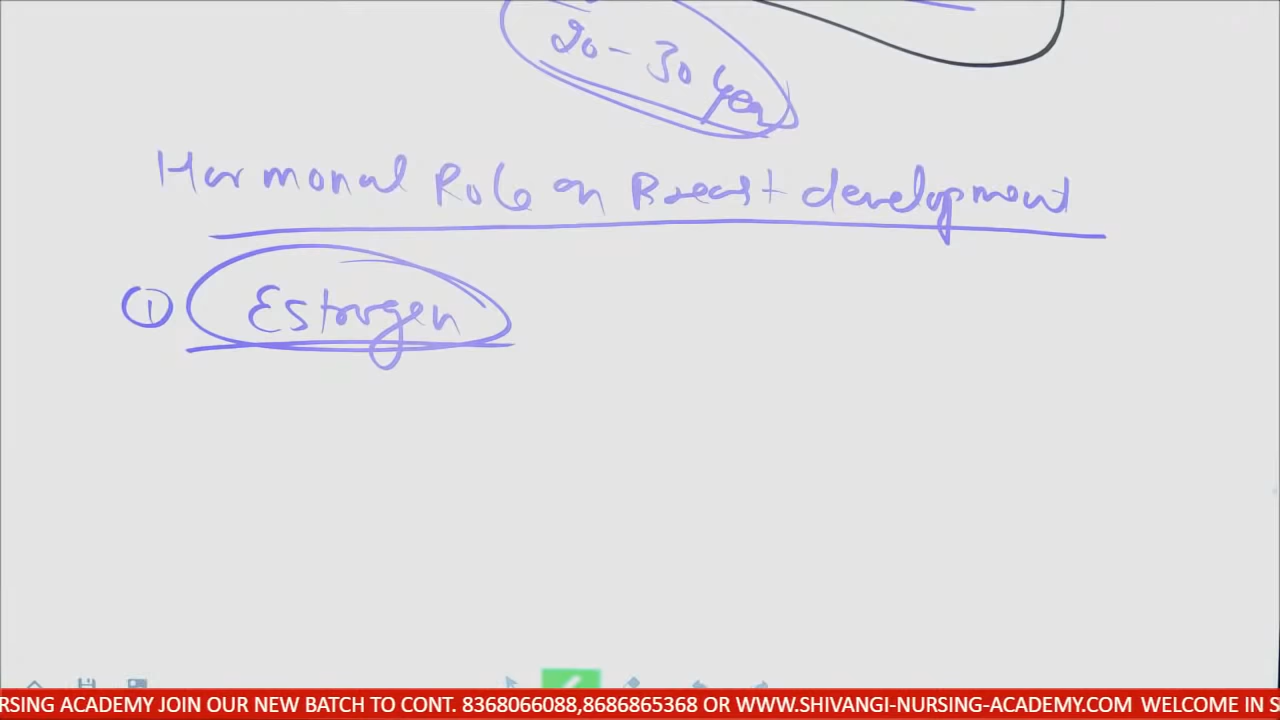 20-30 Year
Hormonal Role on Breast development
① Estrogen
RSING ACADEMY JOIN OUR NEW BATCH TO CONT. 8368066088,8686865368 OR WWW.SHIVANGI-NURSING-ACADEMY.COM WELCOME IN S